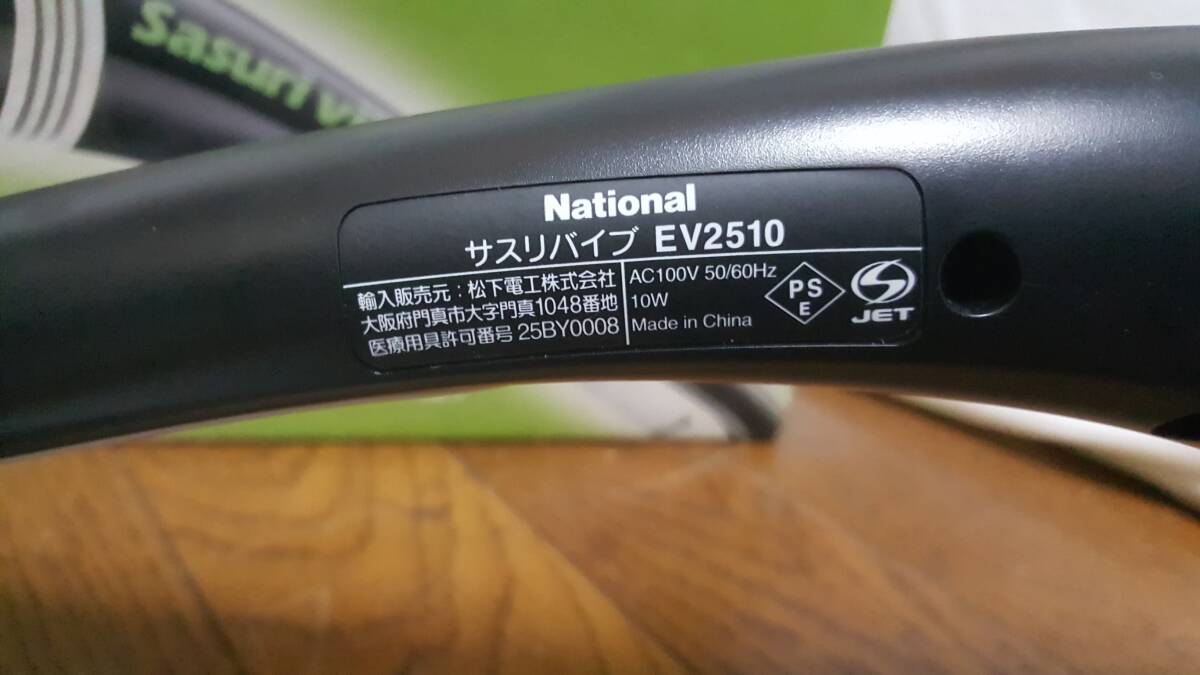 Sasuri
National
サスリバイブ EV2510
輸入販売元：松下電工株式会社
大阪府門真市大字門真1048番地
医療用具許可番号 25BY0008
AC100V 50/60Hz
10W
Made in China
PS
E
JET